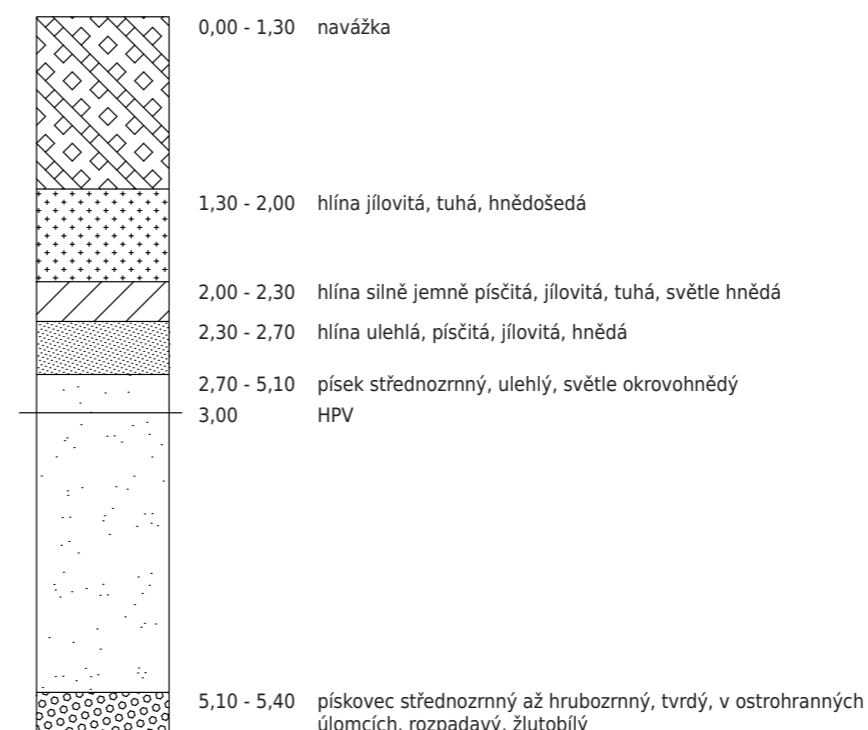 0,00 - 1,30 navážka
1,30 - 2,00 hlína jílovitá, tuhá, hnědošedá
2,00 - 2,30 hlína silně jemně písčitá, jílovitá, tuhá, světle hnědá
2,30 - 2,70 hlína ulehlá, písčitá, jílovitá, hnědá
2,70 - 5,10 písek střednozrnný, ulehlý, světle okrovohnědý
3,00 HPV
5,10 - 5,40 pískovec střednozrnný až hrubozrnný, tvrdý, v ostrohranných
úlomcích, rozpadavý, žlutobílý